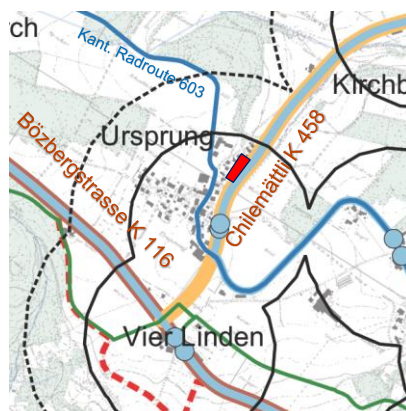 ch
Kant. Radroute 603
Kirchb
Ursprung
Chilemättli K 458
Bözbergstrasse K 116
Vier Linden